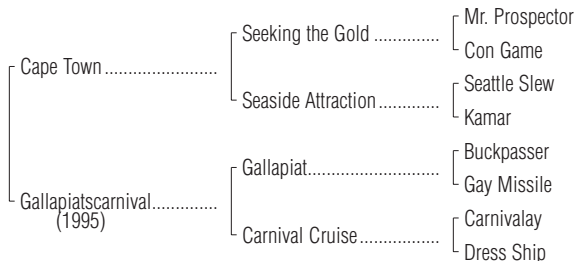 Mr. Prospector
Seeking the Gold ..............
Con Game
Cape Town ........................
Seattle Slew
Seaside Attraction .............
Kamar
Buckpasser
Gallapiat............................
Gay Missile
Gallapiatscarnival..............
(1995)
Carnivalay
Carnival Cruise.................
Dress Ship